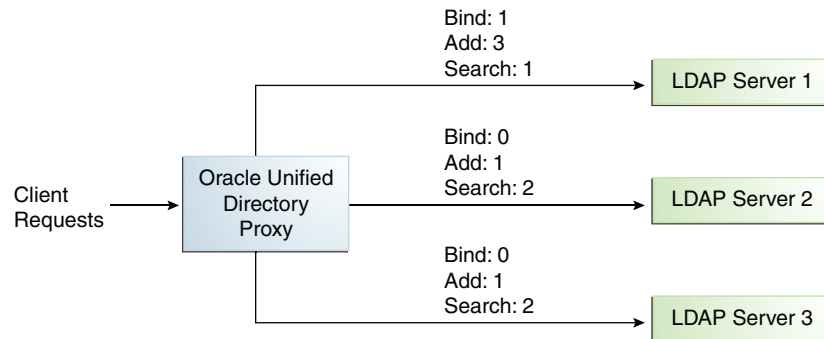 Bind: 1
Add: 3
Search: 1
LDAP Server 1
Client
Requests
Oracle Unified
Directory
Proxy
Bind: 0
Add: 1
Search: 2
LDAP Server 2
Bind: 0
Add: 1
Search: 2
LDAP Server 3